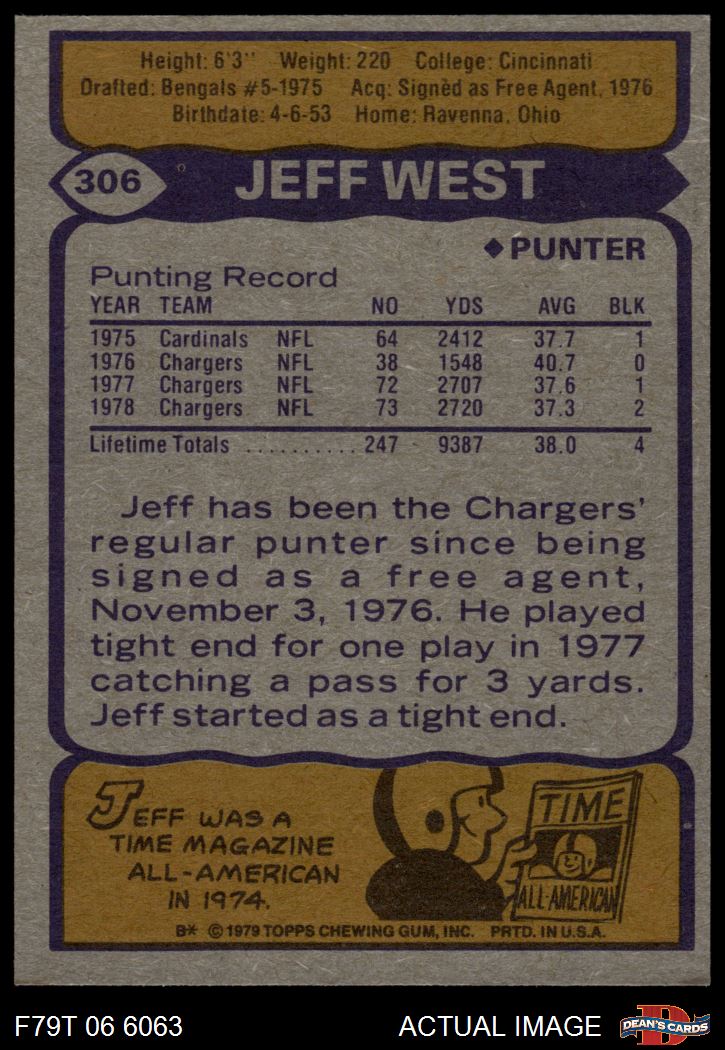 Height: 6'3" Weight: 220 College: Cincinnati
Drafted: Bengals #5-1975 Acq: Signed as Free Agent, 1976
Birthdate: 4-6-53 Home: Ravenna, Ohio
306 JEFF WEST
◆PUNTER
Punting Record
YEAR TEAM NO YDS AVG BLK
1975 Cardinals NFL 64 2412 37.7 1
1976 Chargers NFL 38 1548 40.7 0
1977 Chargers NFL 72 2707 37.6 1
1978 Chargers NFL 73 2720 37.3 2
Lifetime Totals .......... 247 9387 38.0 4
Jeff has been the Chargers'
regular punter since being
signed as a free agent,
November 3, 1976. He played
tight end for one play in 1977
catching a pass for 3 yards.
Jeff started as a tight end.
JEFF WAS A
TIME MAGAZINE
ALL-AMERICAN
IN 1974.
TIME
ALL-AMERICAN
B* © 1979 TOPPS CHEWING GUM, INC. PRTD. IN U.S.A.
F79T 06 6063 ACTUAL IMAGE
D
DEAN'S CARDS